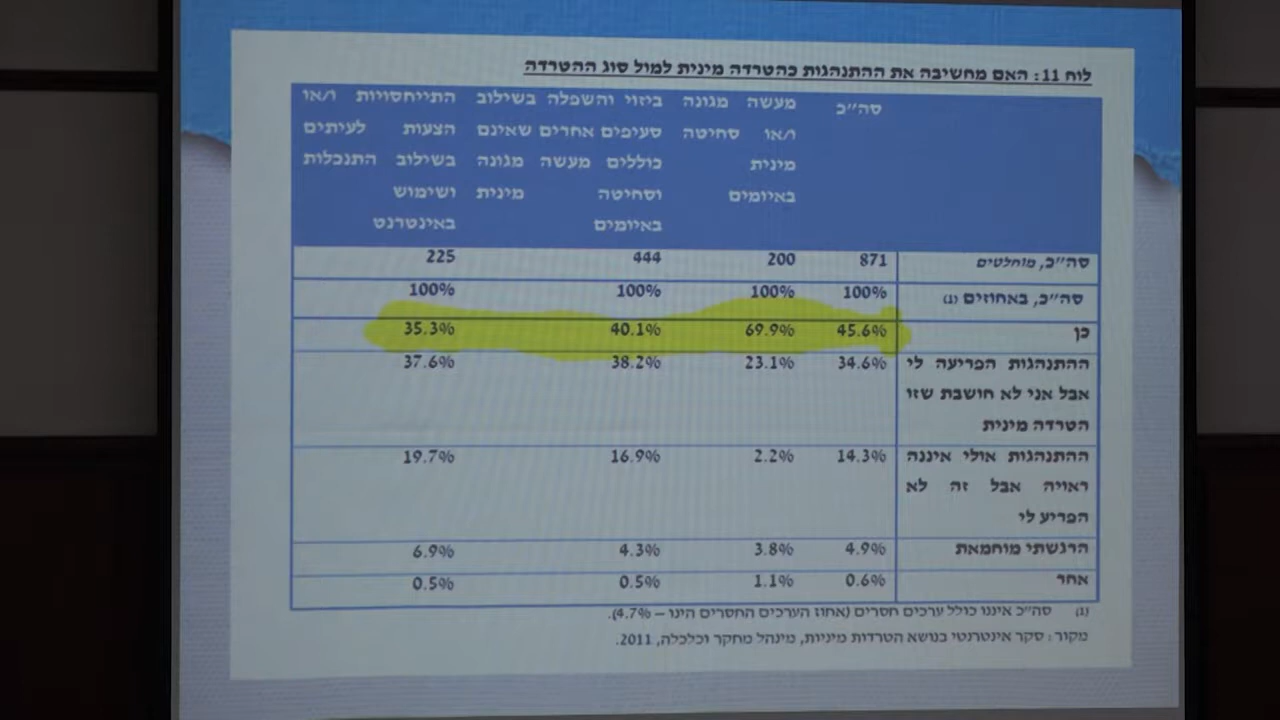 לוח 11: האם מחשיבה את ההתנהגות כהטרדה מינית למול סוג ההטרדה
סה"כ מעשה מגונה ביזוי והשפלה בשילוב התייחסויות ו/או
ו/או סחיטה סעיפים אחרים שאינם הצעות לעיתים
מינית כוללים מעשה מגונה בשילוב התנכלות
באיומים וסחיטה מינית ושימוש
באיומים באינטרנט
סה"כ, מוחלטים 871 200 444 225
סה"כ, באחוזים (1) 100% 100% 100% 100%
כן 45.6% 69.9% 40.1% 35.3%
ההתנהגות הפריעה לי 34.6% 23.1% 38.2% 37.6%
אבל אני לא חושבת שזו
הטרדה מינית
ההתנהגות אולי איננה 14.3% 2.2% 16.9% 19.7%
ראויה אבל זה לא
הפריע לי
הרגשתי מוחמאת 4.9% 3.8% 4.3% 6.9%
אחר 0.6% 1.1% 0.5% 0.5%
(1) סה"כ איננו כולל ערכים חסרים (אחוז הערכים החסרים הינו – 4.7%).
מקור: סקר אינטרנטי בנושא הטרדות מיניות, מינהל מחקר וכלכלה, 2011.